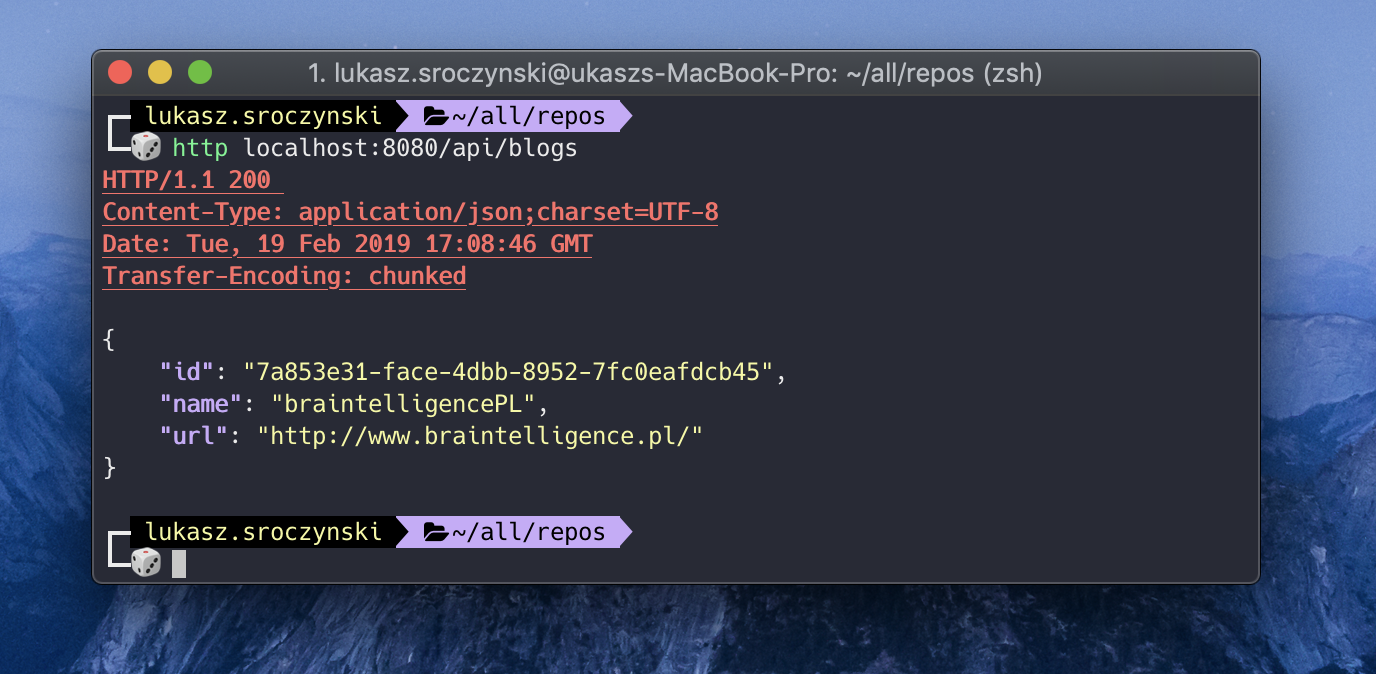 1. lukasz.sroczynski@ukaszs-MacBook-Pro: ~/all/repos (zsh)
lukasz.sroczynski ~/all/repos
http localhost:8080/api/blogs
HTTP/1.1 200
Content-Type: application/json;charset=UTF-8
Date: Tue, 19 Feb 2019 17:08:46 GMT
Transfer-Encoding: chunked
{
    "id": "7a853e31-face-4dbb-8952-7fc0eafdcb45",
    "name": "braintelligencePL",
    "url": "http://www.braintelligence.pl/"
}
lukasz.sroczynski ~/all/repos